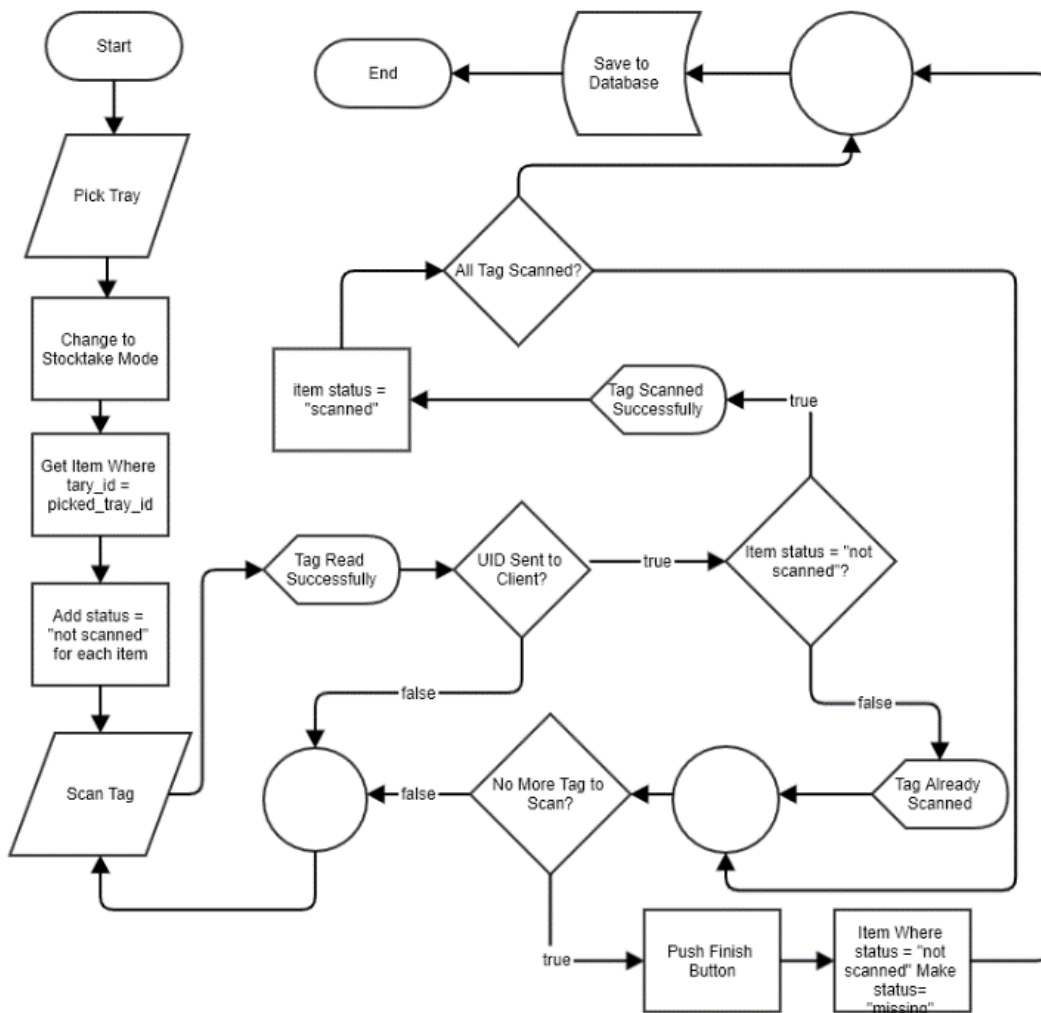 Start
End
Save to
Database
Pick Tray
All Tag Scanned?
Change to
Stocktake Mode
item status =
"scanned"
Tag Scanned
Successfully
true
Get Item Where
tary_id =
picked_tray_id
Tag Read
Successfully
UID Sent to
Client?
true
Item status = "not
scanned"?
Add status =
"not scanned"
for each item
false
false
Scan Tag
false
No More Tag to
Scan?
Tag Already
Scanned
true
Push Finish
Button
Item Where
status = "not
scanned" Make
status=
"missing"